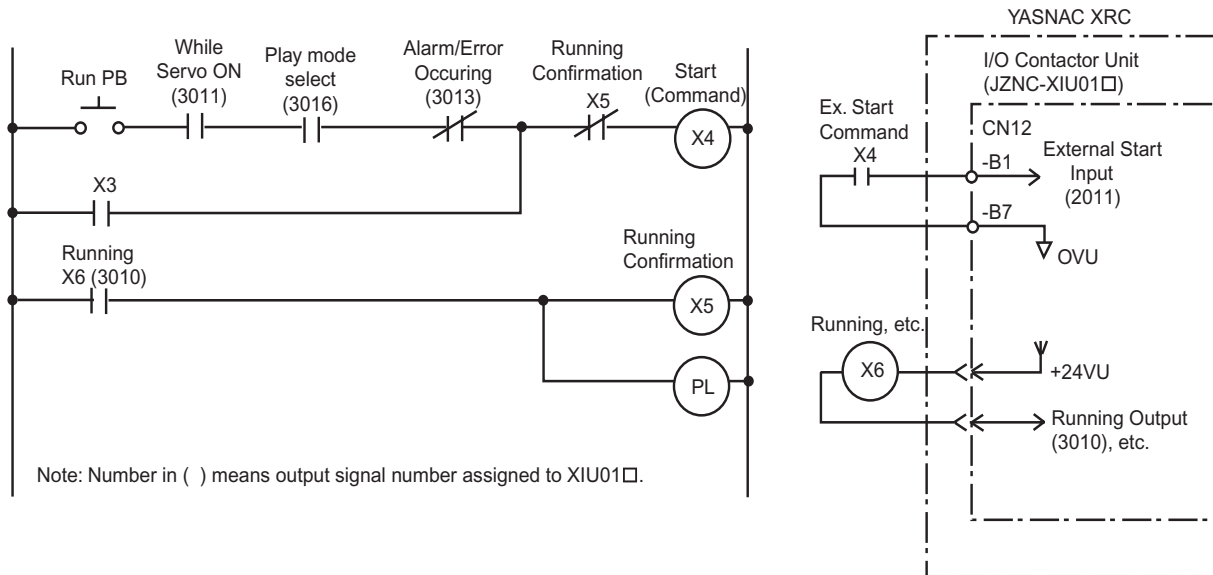 Run PB
While
Servo ON
(3011)
Play mode
select
(3016)
Alarm/Error
Occuring
(3013)
Running
Confirmation
X5
Start
(Command)
X4
X3
Running
X6 (3010)
Running
Confirmation
X5
PL
Note: Number in ( ) means output signal number assigned to XIU01□.
YASNAC XRC
I/O Contactor Unit
(JZNC-XIU01□)
Ex. Start
Command
X4
CN12
-B1
External Start
Input
(2011)
-B7
OVU
Running, etc.
X6
+24VU
Running Output
(3010), etc.